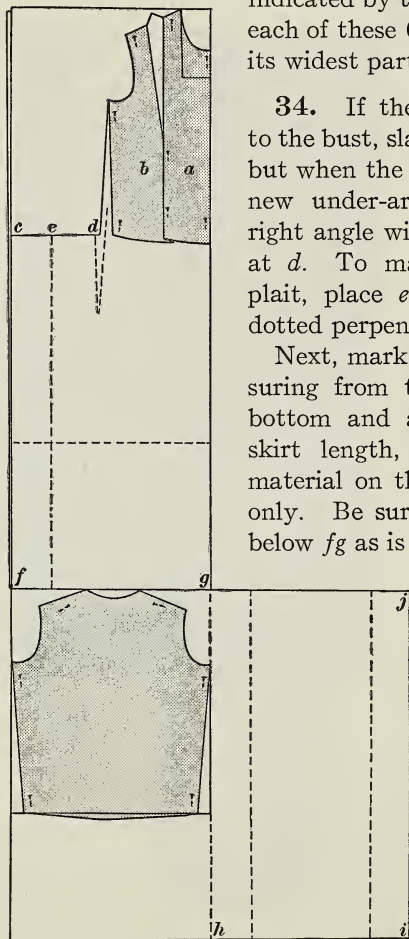 indicated by t
each of these
its widest part
34. If the
to the bust, sla
but when the
new under-ar
right angle wi
at d. To ma
plait, place e
dotted perpen
Next, mark
suring from t
bottom and a
skirt length,
material on th
only. Be sur
below fg as is
b a
c e d
f g
j
h i